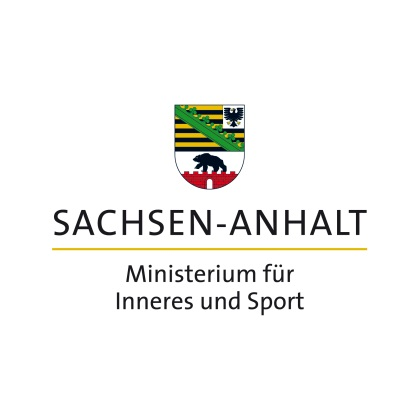 SACHSEN-ANHALT
Ministerium für
Inneres und Sport